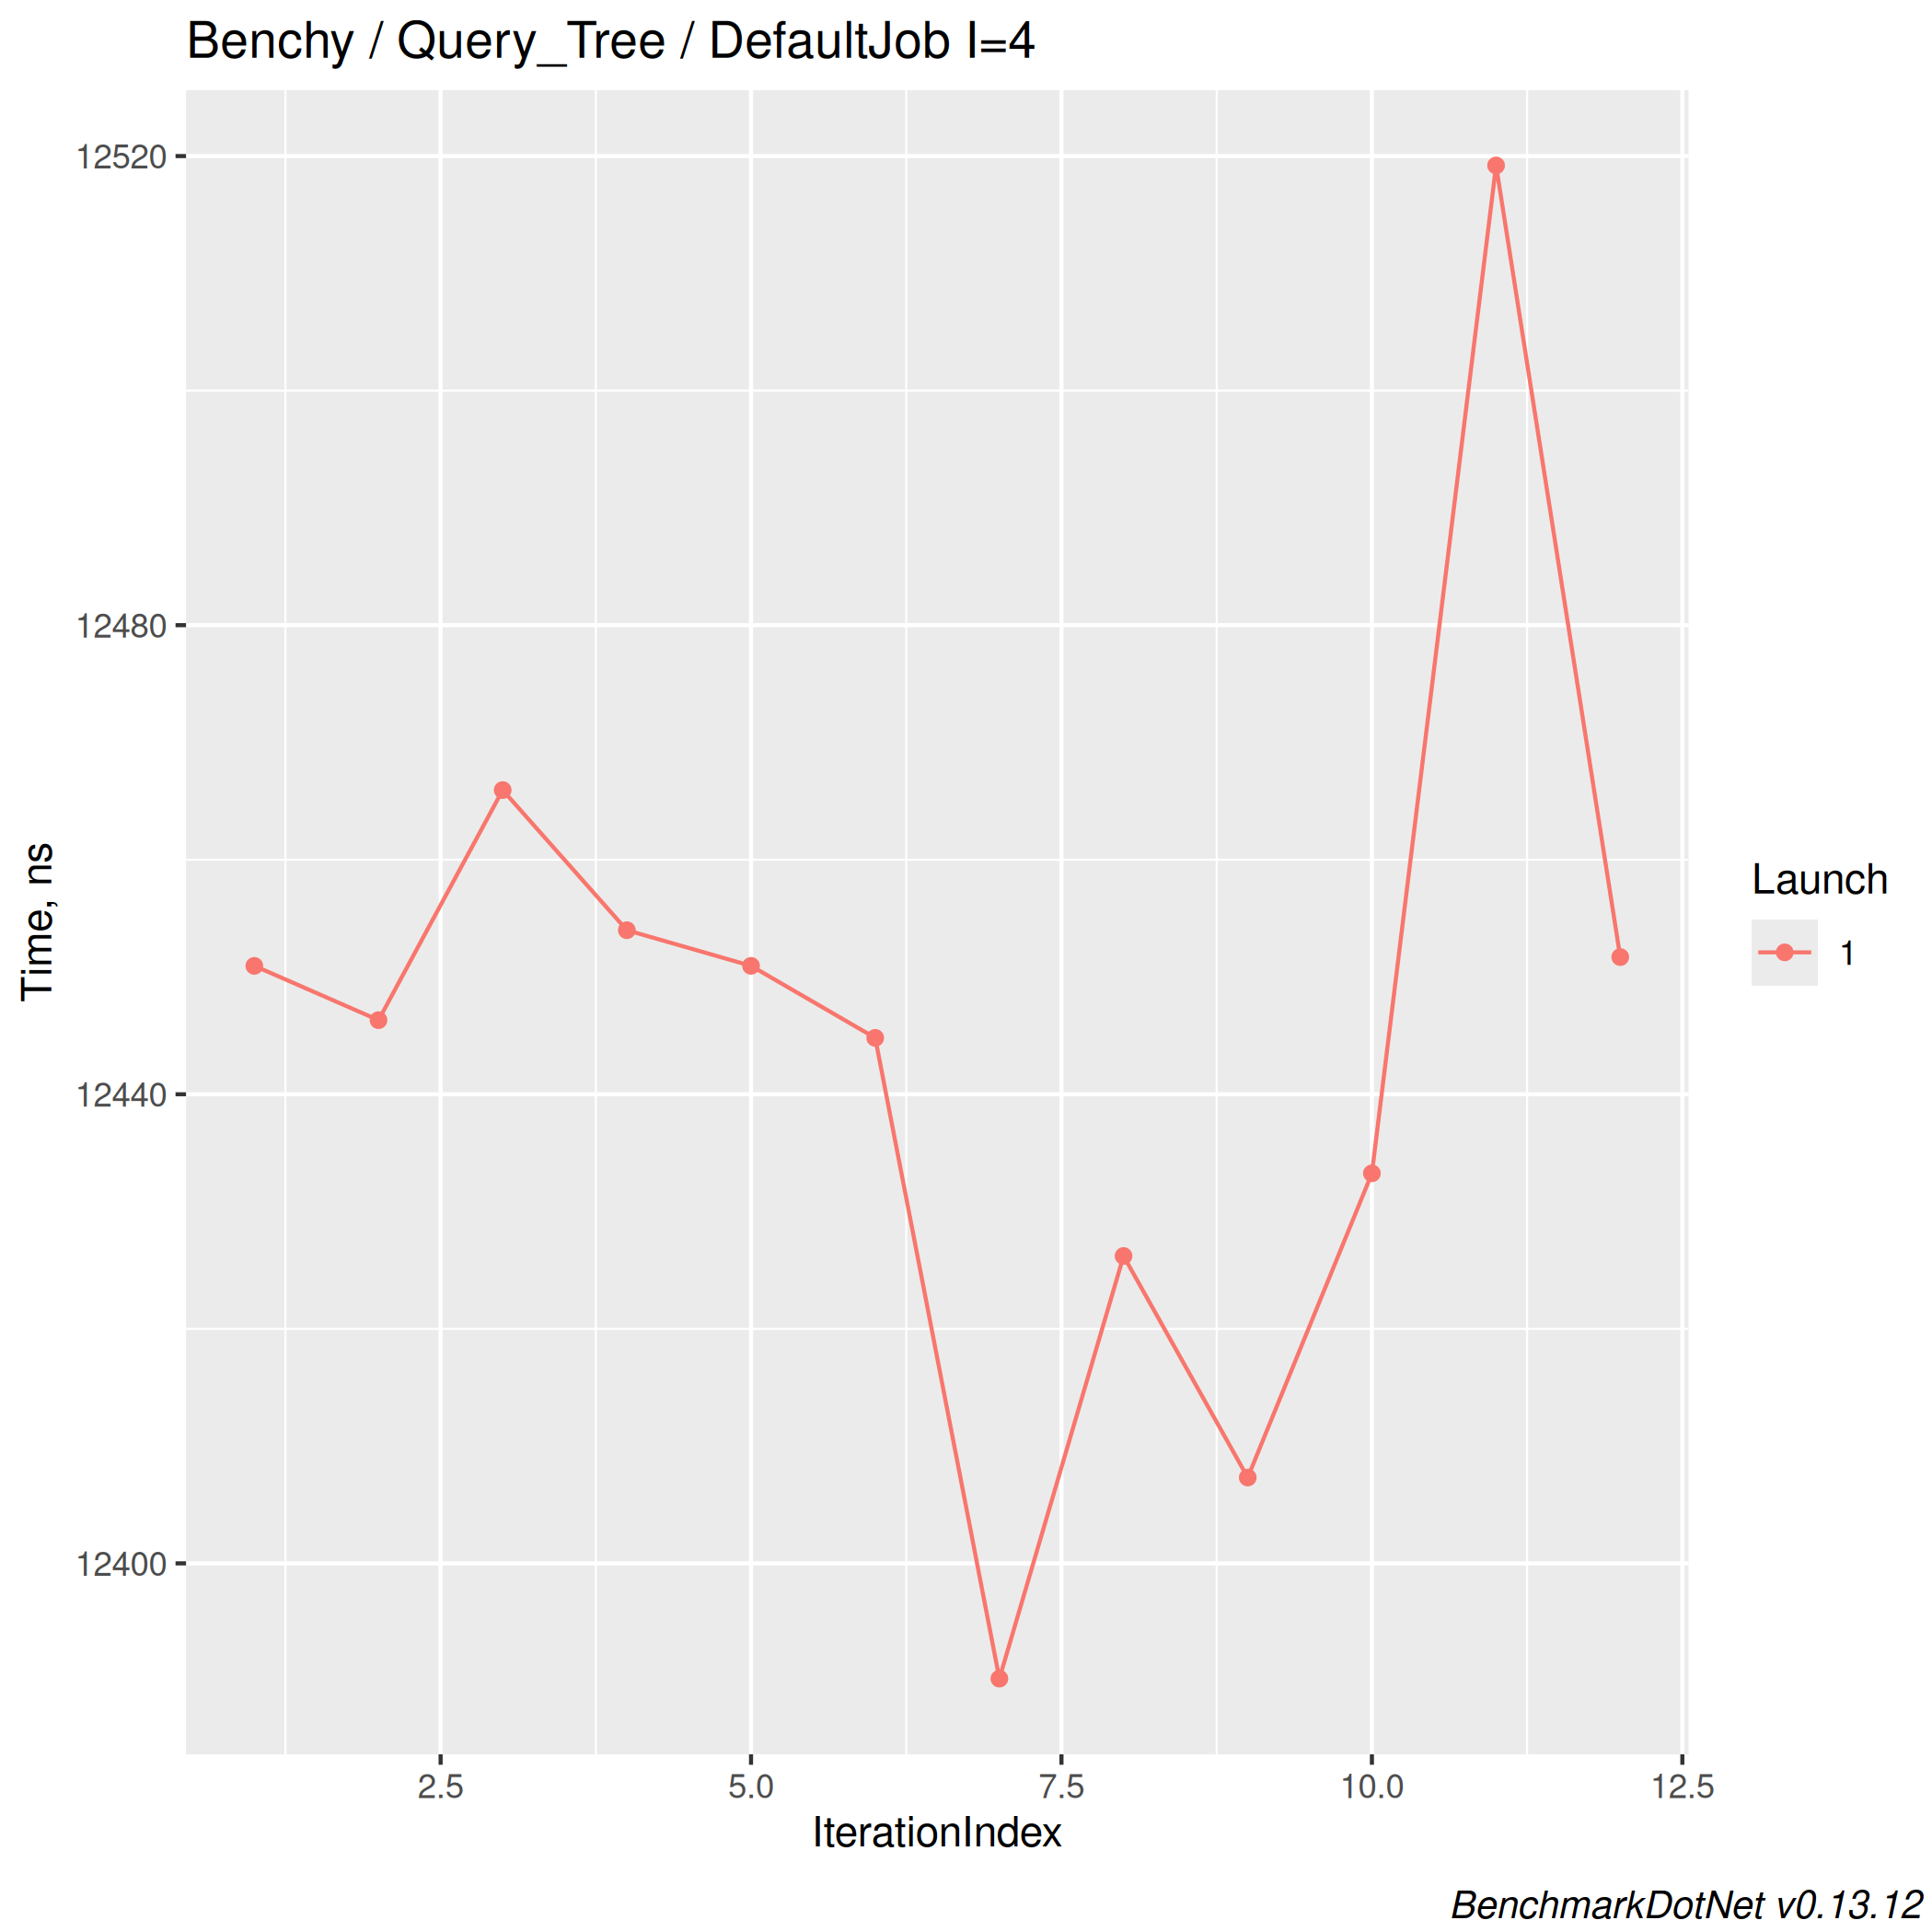 Benchy / Query_Tree / DefaultJob I=4
12520
12480
12440
12400
Time, ns
2.5 5.0 7.5 10.0 12.5
IterationIndex
Launch
1
BenchmarkDotNet v0.13.12